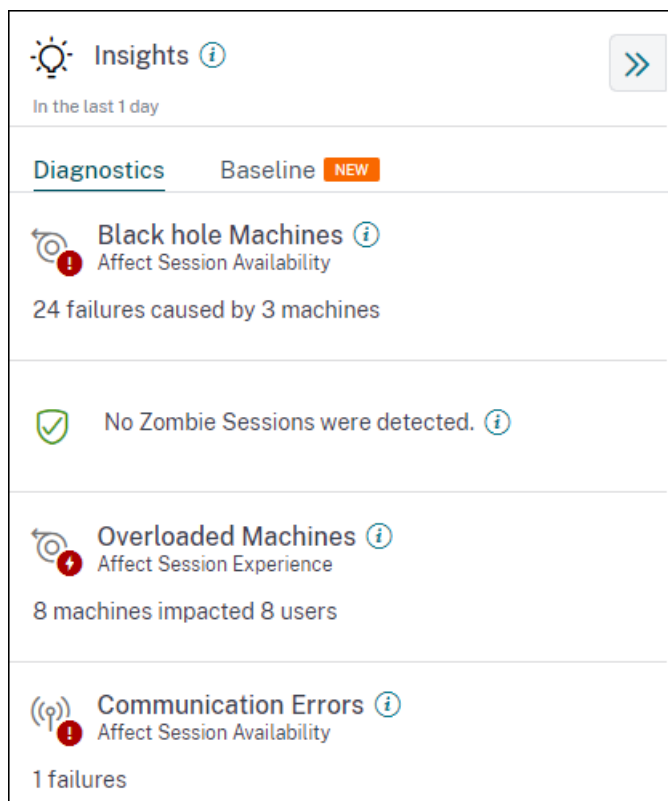 Insights
In the last 1 day
Diagnostics Baseline NEW
Black hole Machines
Affect Session Availability
24 failures caused by 3 machines
No Zombie Sessions were detected.
Overloaded Machines
Affect Session Experience
8 machines impacted 8 users
Communication Errors
Affect Session Availability
1 failures